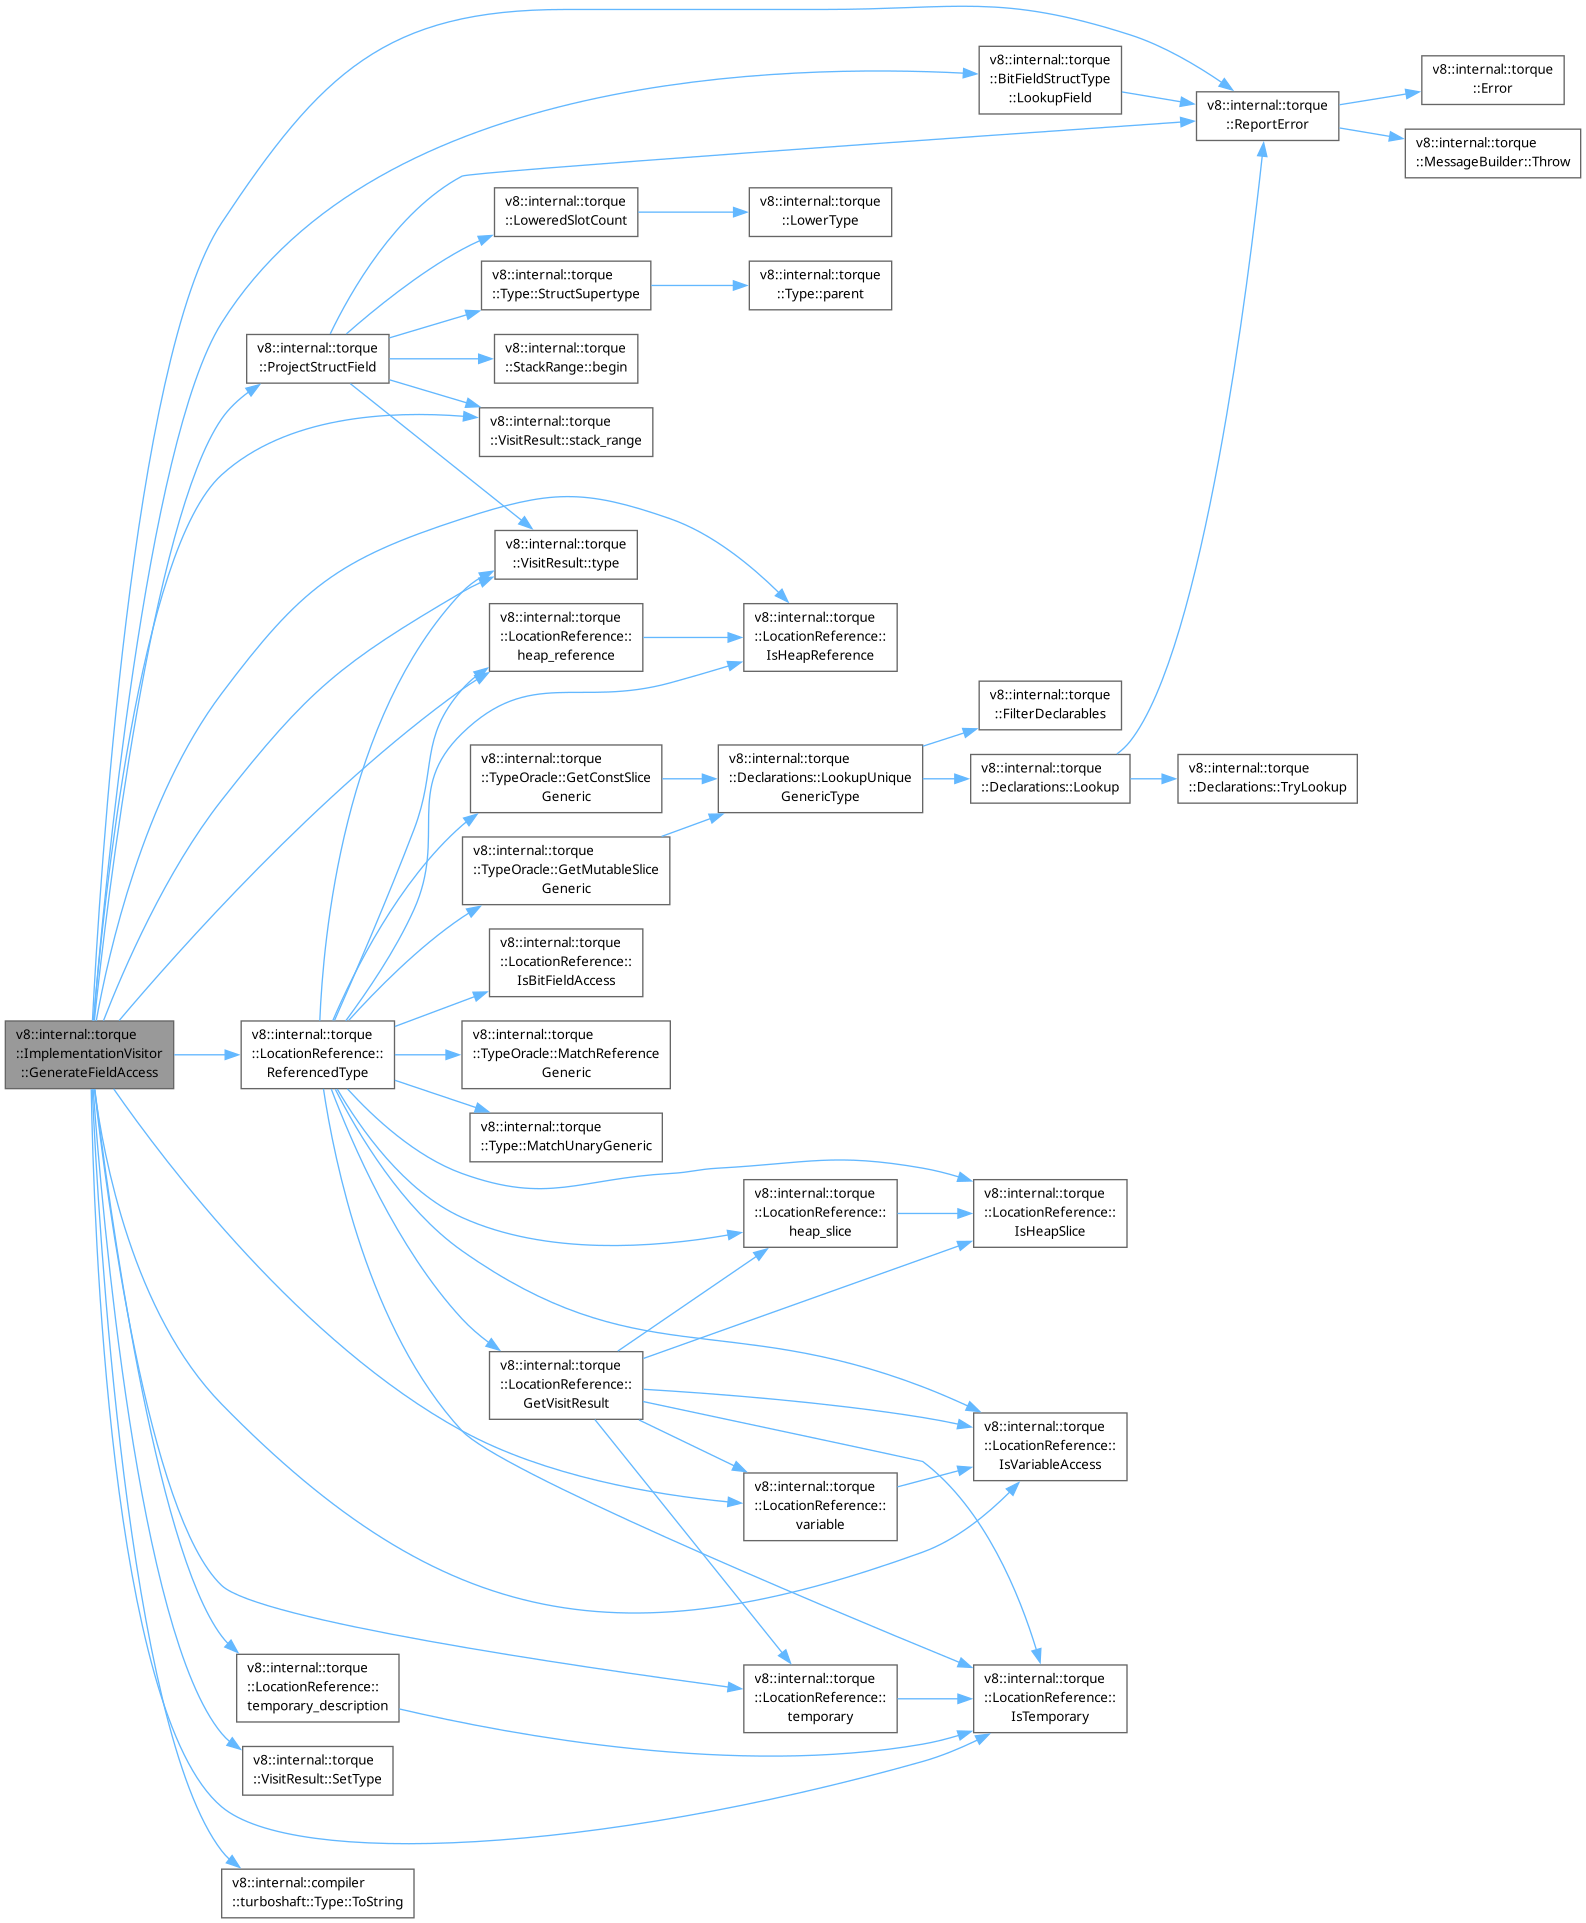 v8::internal::torque
::BitFieldStructType
::LookupField
v8::internal::torque
::Error
v8::internal::torque
::ReportError
v8::internal::torque
::MessageBuilder::Throw
v8::internal::torque
::LoweredSlotCount
v8::internal::torque
::LowerType
v8::internal::torque
::Type::StructSupertype
v8::internal::torque
::Type::parent
v8::internal::torque
::ProjectStructField
v8::internal::torque
::StackRange::begin
v8::internal::torque
::VisitResult::stack_range
v8::internal::torque
::VisitResult::type
v8::internal::torque
::LocationReference::
heap_reference
v8::internal::torque
::LocationReference::
IsHeapReference
v8::internal::torque
::FilterDeclarables
v8::internal::torque
::TypeOracle::GetConstSlice
Generic
v8::internal::torque
::Declarations::LookupUnique
GenericType
v8::internal::torque
::Declarations::Lookup
v8::internal::torque
::Declarations::TryLookup
v8::internal::torque
::TypeOracle::GetMutableSlice
Generic
v8::internal::torque
::LocationReference::
IsBitFieldAccess
v8::internal::torque
::ImplementationVisitor
::GenerateFieldAccess
v8::internal::torque
::LocationReference::
ReferencedType
v8::internal::torque
::TypeOracle::MatchReference
Generic
v8::internal::torque
::Type::MatchUnaryGeneric
v8::internal::torque
::LocationReference::
heap_slice
v8::internal::torque
::LocationReference::
IsHeapSlice
v8::internal::torque
::LocationReference::
GetVisitResult
v8::internal::torque
::LocationReference::
IsVariableAccess
v8::internal::torque
::LocationReference::
variable
v8::internal::torque
::LocationReference::
temporary_description
v8::internal::torque
::LocationReference::
temporary
v8::internal::torque
::LocationReference::
IsTemporary
v8::internal::torque
::VisitResult::SetType
v8::internal::compiler
::turboshaft::Type::ToString